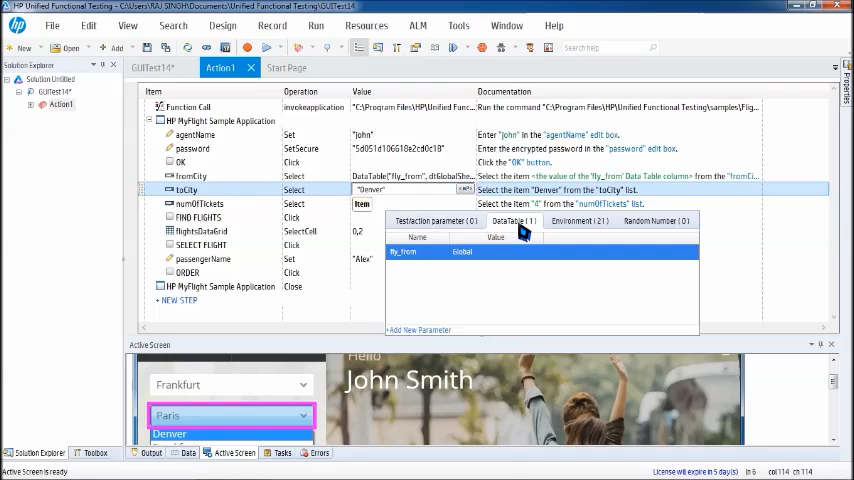 hp HP Unified Functional Testing - C:\Users\RAJ SINGH\Documents\Unified Functional Testing\GUITest14
File Edit View Search Design Record Run Resources ALM Tools Window Help
New Open Add Search help
Solution Explorer
GUITest14* Action1 Start Page
Solution Untitled
GUITest14*
Action1
Properties
Item Operation Value Documentation
Function Call invokeapplication "C:\Program Files\HP\Unified Func... Run the command "C:\Program Files\HP\Unified Functional Testing\samples\Flig...
HP MyFlight Sample Application
agentName Set "john" Enter "john" in the "agentName" edit box.
password SetSecure "5d051d106618e2cd0c18" Enter the encrypted password in the "password" edit box.
OK Click Click the "OK" button.
fromCity Select DataTable("fly_from", dtGlobalShe... Select the item <the value of the 'fly_from' Data Table column> from the "fromCi...
toCity Select "Denver" Select the item "Denver" from the "toCity" list.
numOfTickets Select Item Select the item "4" from the "numOfTickets" list.
FIND FLIGHTS Click
flightsDataGrid SelectCell 0,2
SELECT FLIGHT Click
passengerName Set "Alex"
ORDER Click
HP MyFlight Sample Application Close
+ NEW STEP
Test/action parameter ( 0 ) DataTable ( 1 ) Environment ( 21 ) Random Number ( 0 )
Name Value
fly_from Global
+Add New Parameter
Active Screen
Frankfurt
Paris
Denver
Hello
John Smith
Solution Explorer Toolbox Output Data Active Screen Tasks Errors
Active Screen is ready License will expire in 5 day(s) ln 6 col 114 ch 114